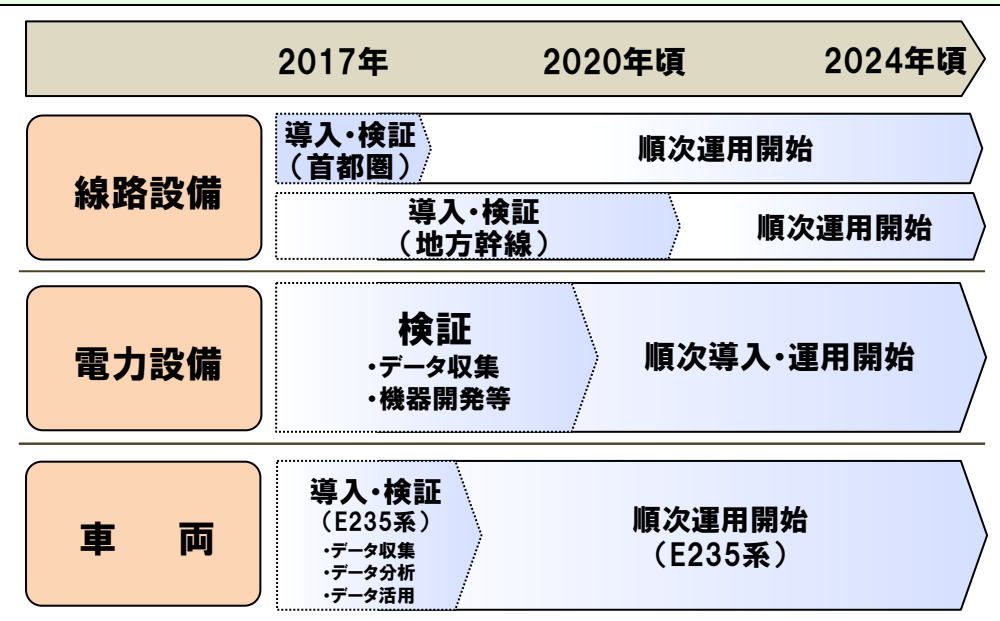 2017年 2020年頃 2024年頃
線路設備
導入・検証
（首都圏）
順次運用開始
導入・検証
（地方幹線）
順次運用開始
電力設備
検証
・データ収集
・機器開発等
順次導入・運用開始
車 両
導入・検証
（E235系）
・データ収集
・データ分析
・データ活用
順次運用開始
（E235系）